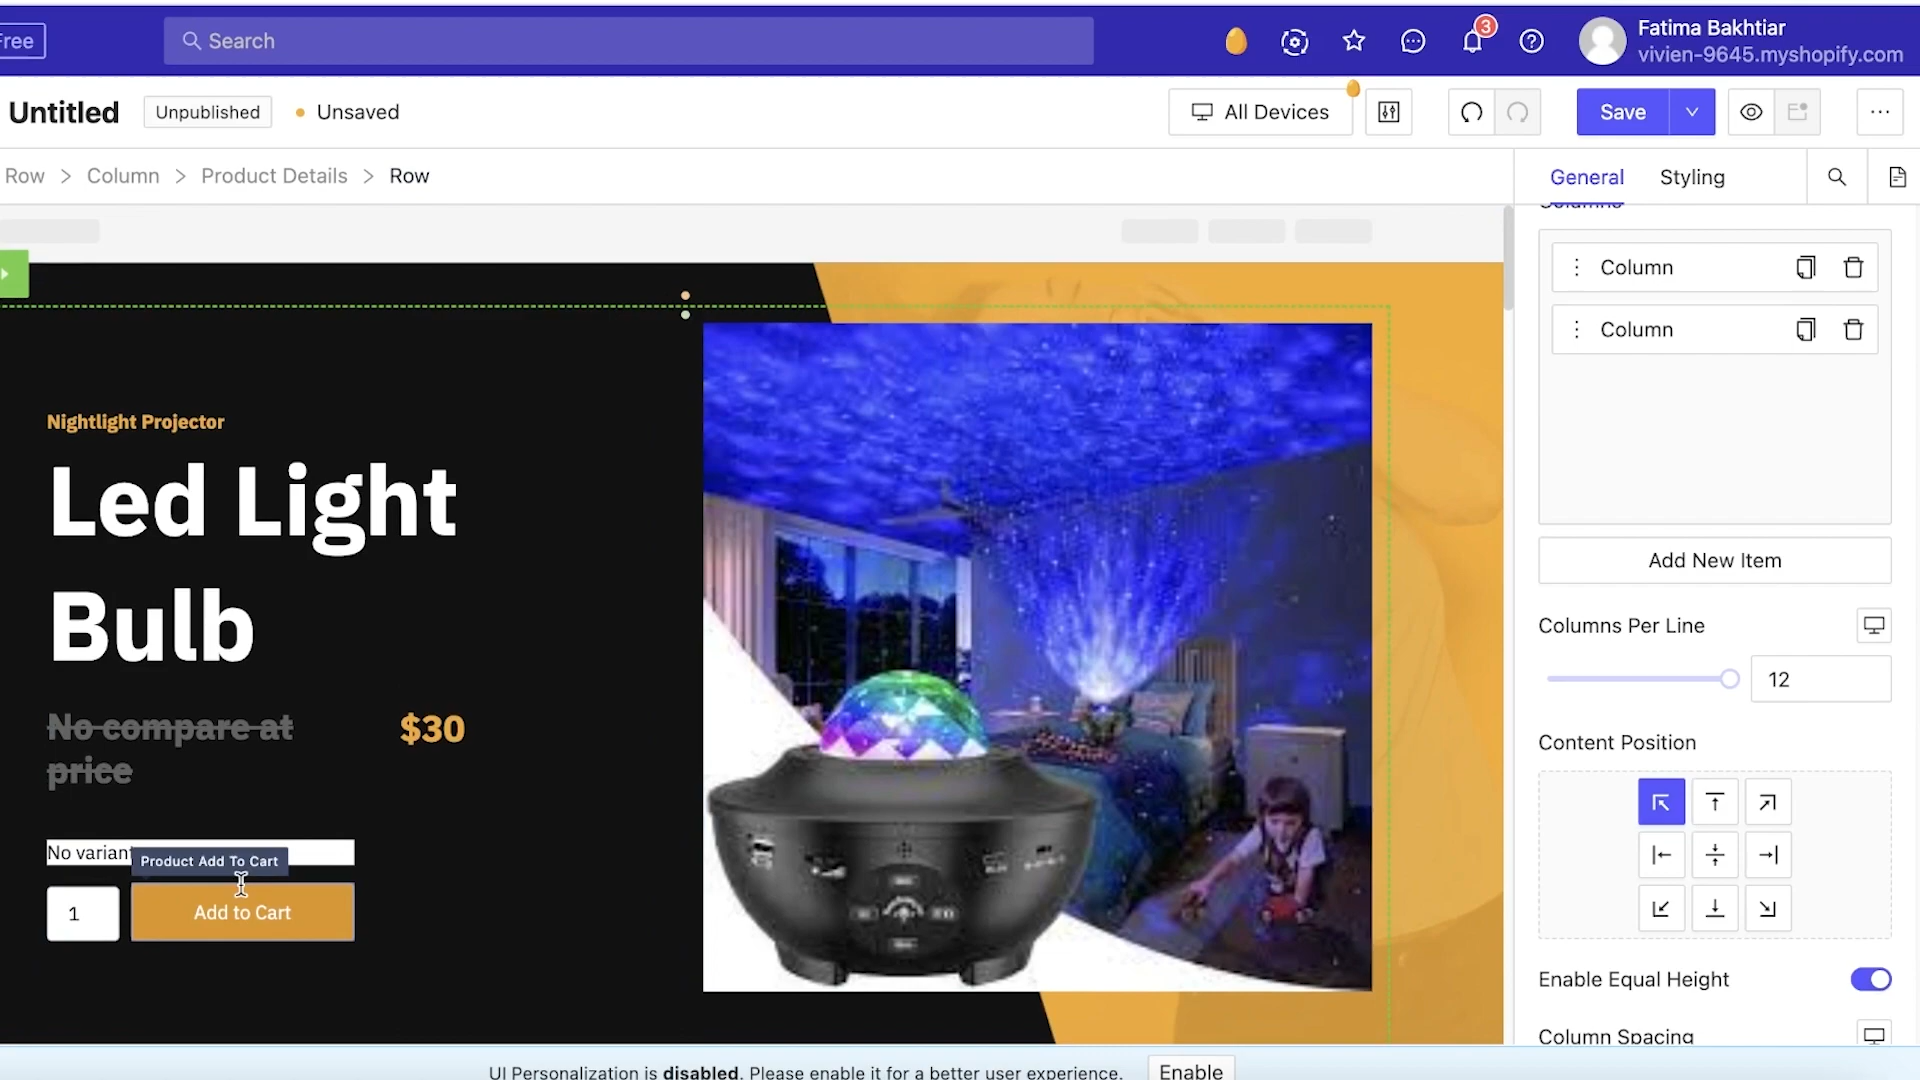 Free
Search
3
Fatima Bakhtiar
vivien-9645.myshopify.com
Untitled
Unpublished
Unsaved
All Devices
Save
Row > Column > Product Details > Row
General
Styling
Columns
Column
Column
Add New Item
Columns Per Line
12
Content Position
Enable Equal Height
Column Spacing
Nightlight Projector
Led Light
Bulb
No compare at
price
$30
No variant
Product Add To Cart
1
Add to Cart
UI Personalization is disabled. Please enable it for a better user experience.
Enable